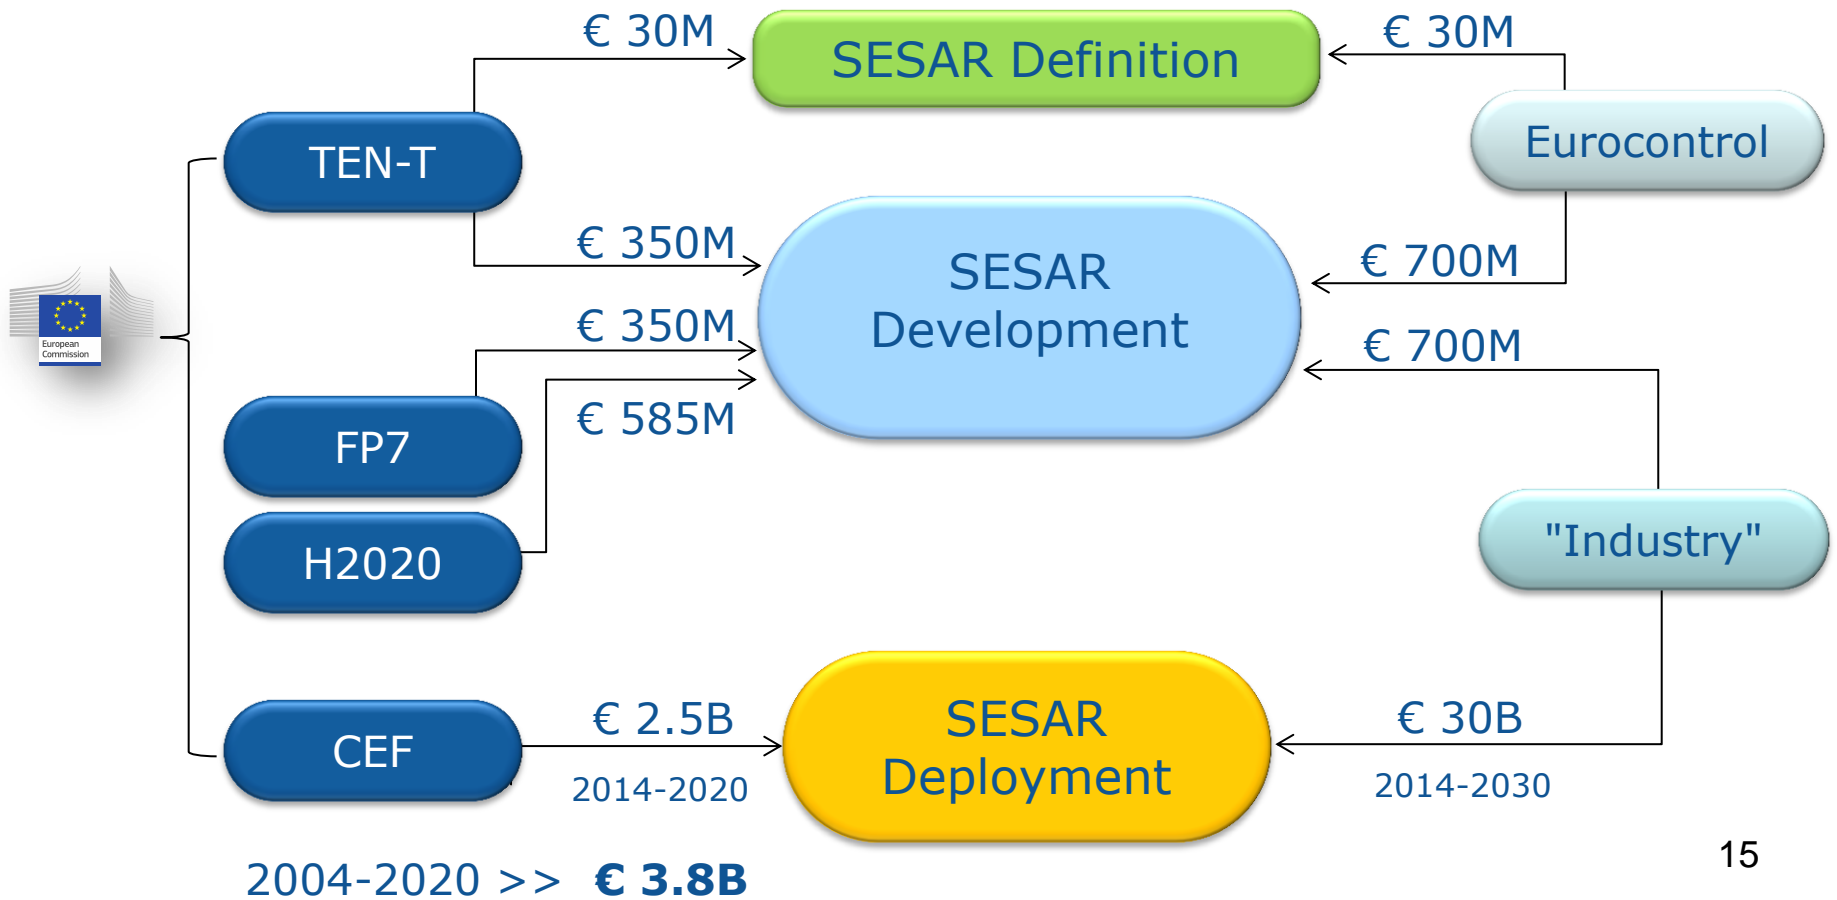 € 30M
SESAR Definition
€ 30M
TEN-T
Eurocontrol
€ 350M
SESAR
Development
€ 700M
European
Commission
€ 350M
€ 700M
€ 585M
FP7
H2020
"Industry"
CEF
€ 2.5B
2014-2020
SESAR
Deployment
€ 30B
2014-2030
2004-2020 >> € 3.8B
15